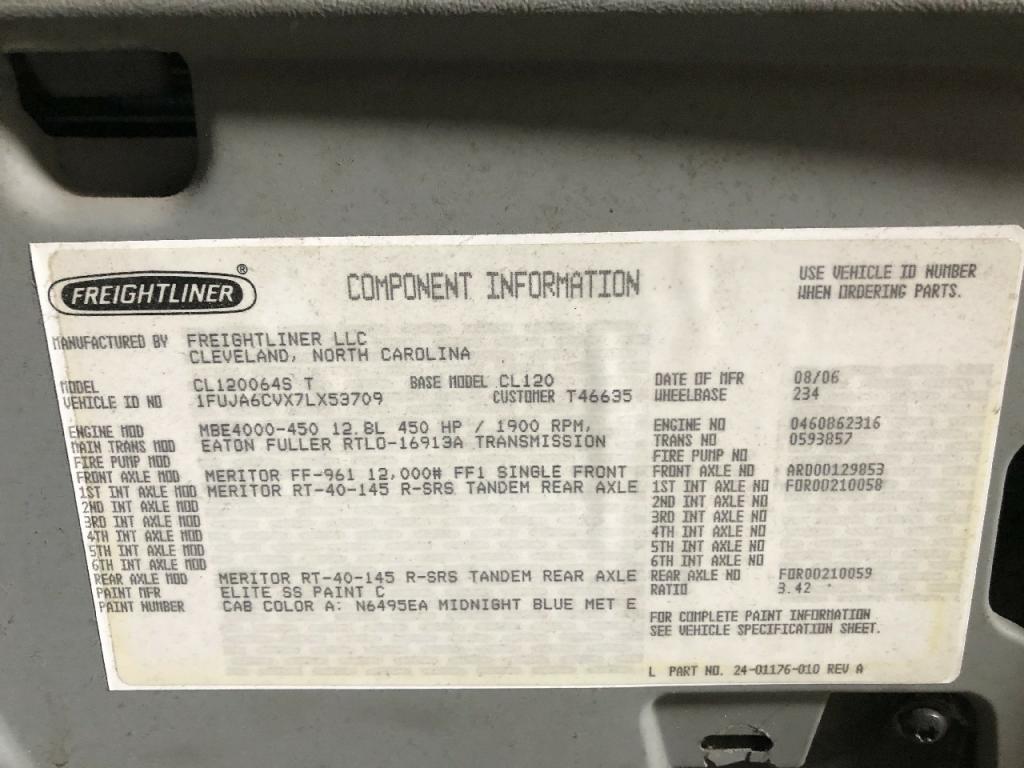 FREIGHTLINER ®
COMPONENT INFORMATION
USE VEHICLE ID NUMBER
WHEN ORDERING PARTS.
MANUFACTURED BY FREIGHTLINER LLC
CLEVELAND, NORTH CAROLINA
MODEL CL120064S T BASE MODEL CL120 DATE OF MFR 08/06
VEHICLE ID NO 1FUJA6CVX7LX53709 CUSTOMER T46635 WHEELBASE 234
ENGINE MOD MBE4000-450 12.8L 450 HP / 1900 RPM, ENGINE NO 0460862316
MAIN TRANS MOD EATON FULLER RTLO-16913A TRANSMISSION TRANS NO 0593857
FIRE PUMP MOD FIRE PUMP NO
FRONT AXLE MOD MERITOR FF-961 12,000# FF1 SINGLE FRONT FRONT AXLE NO ARD00129853
1ST INT AXLE MOD MERITOR RT-40-145 R-SRS TANDEM REAR AXLE 1ST INT AXLE NO FOR00210058
2ND INT AXLE MOD 2ND INT AXLE NO
3RD INT AXLE MOD 3RD INT AXLE NO
4TH INT AXLE MOD 4TH INT AXLE NO
5TH INT AXLE MOD 5TH INT AXLE NO
6TH INT AXLE MOD 6TH INT AXLE NO
REAR AXLE MOD MERITOR RT-40-145 R-SRS TANDEM REAR AXLE REAR AXLE NO FOR00210059
PAINT MFR ELITE SS PAINT C RATIO 3.42
PAINT NUMBER CAB COLOR A: N6495EA MIDNIGHT BLUE MET E
FOR COMPLETE PAINT INFORMATION
SEE VEHICLE SPECIFICATION SHEET.
L PART NO. 24-01176-010 REV A